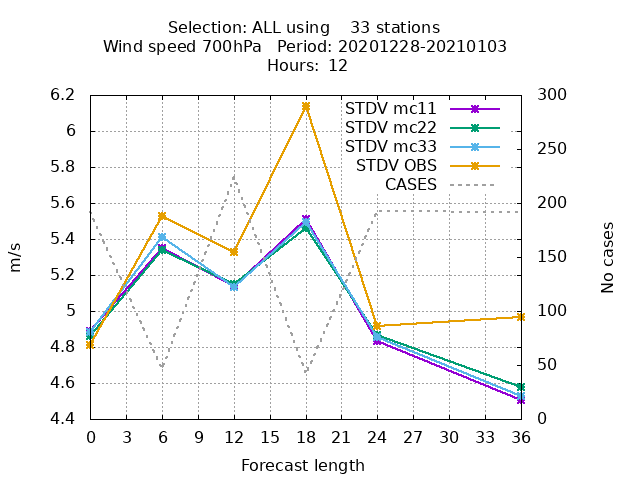 Selection: ALL using    33 stations
Wind speed 700hPa   Period: 20201228-20210103
Hours:  12
STDV mc11
STDV mc22
STDV mc33
STDV OBS
CASES
6.2
6
5.8
5.6
5.4
5.2
5
4.8
4.6
4.4
300
250
200
150
100
50
0
m/s
No cases
0 3 6 9 12 15 18 21 24 27 30 33 36
Forecast length